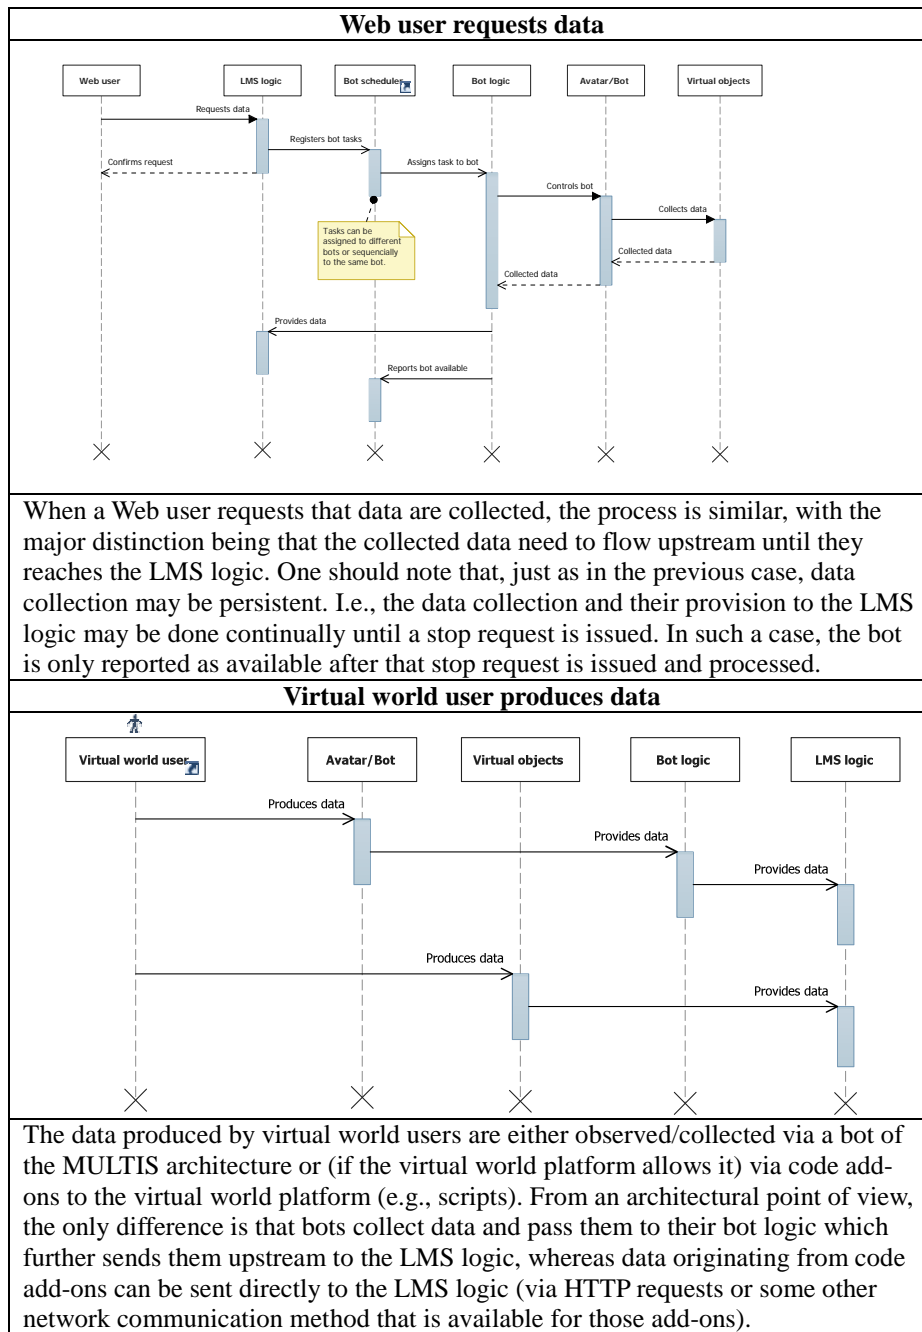 Web user requests data
Web user
LMS logic
Bot scheduler
Bot logic
Avatar/Bot
Virtual objects
Requests data
Registers bot tasks
Confirms request
Assigns task to bot
Controls bot
Collects data
Tasks can be
assigned to different
bots or sequencially
to the same bot.
Collected data
Collected data
Provides data
Reports bot available
When a Web user requests that data are collected, the process is similar, with the
major distinction being that the collected data need to flow upstream until they
reaches the LMS logic. One should note that, just as in the previous case, data
collection may be persistent. I.e., the data collection and their provision to the LMS
logic may be done continually until a stop request is issued. In such a case, the bot
is only reported as available after that stop request is issued and processed.
Virtual world user produces data
Virtual world user
Avatar/Bot
Virtual objects
Bot logic
LMS logic
Produces data
Provides data
Provides data
Produces data
Provides data
The data produced by virtual world users are either observed/collected via a bot of
the MULTIS architecture or (if the virtual world platform allows it) via code add-
ons to the virtual world platform (e.g., scripts). From an architectural point of view,
the only difference is that bots collect data and pass them to their bot logic which
further sends them upstream to the LMS logic, whereas data originating from code
add-ons can be sent directly to the LMS logic (via HTTP requests or some other
network communication method that is available for those add-ons).